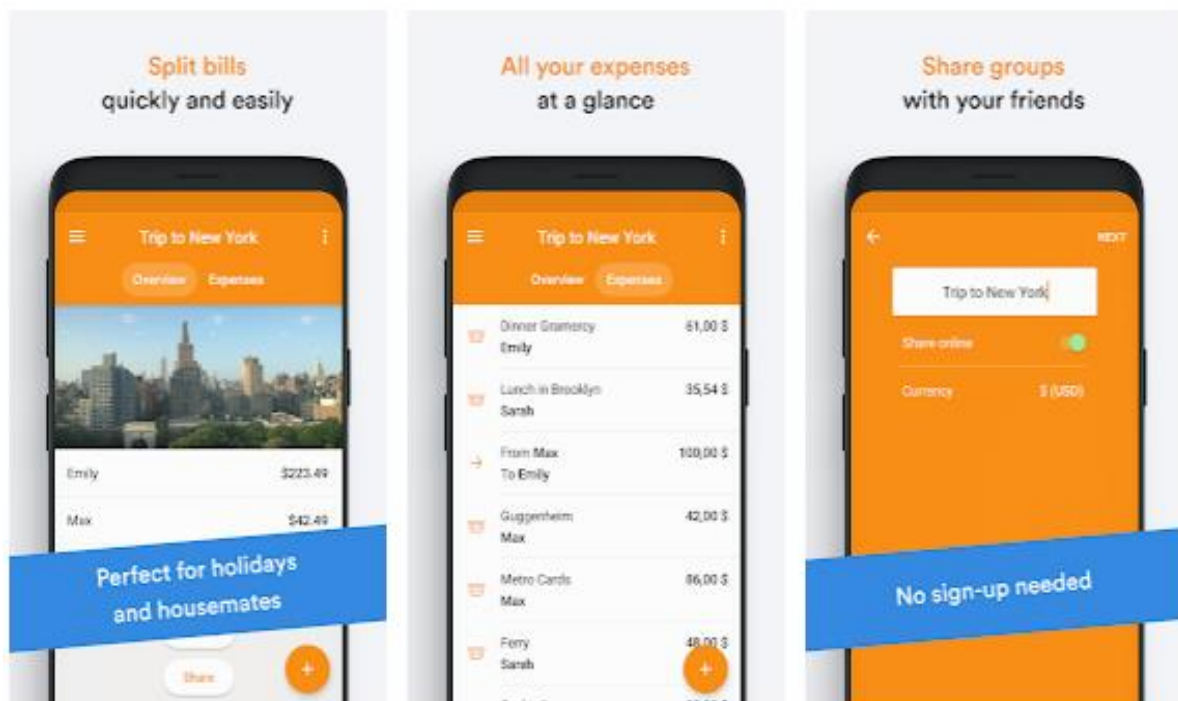 Split bills
quickly and easily
Trip to New York
Overview Expenses
Emily $223.49
Max $42.49
Perfect for holidays
and housemates
Share
All your expenses
at a glance
Trip to New York
Overview Expenses
Dinner Gramercy 61,00 $
Emily
Lunch in Brooklyn 35,54 $
Sarah
From Max 100,00 $
To Emily
Guggenheim 42,00 $
Max
Metro Cards 86,00 $
Max
Ferry 48,00 $
Sarah
Share groups
with your friends
NEXT
Trip to New York
Share online
Currency $ (USD)
No sign-up needed